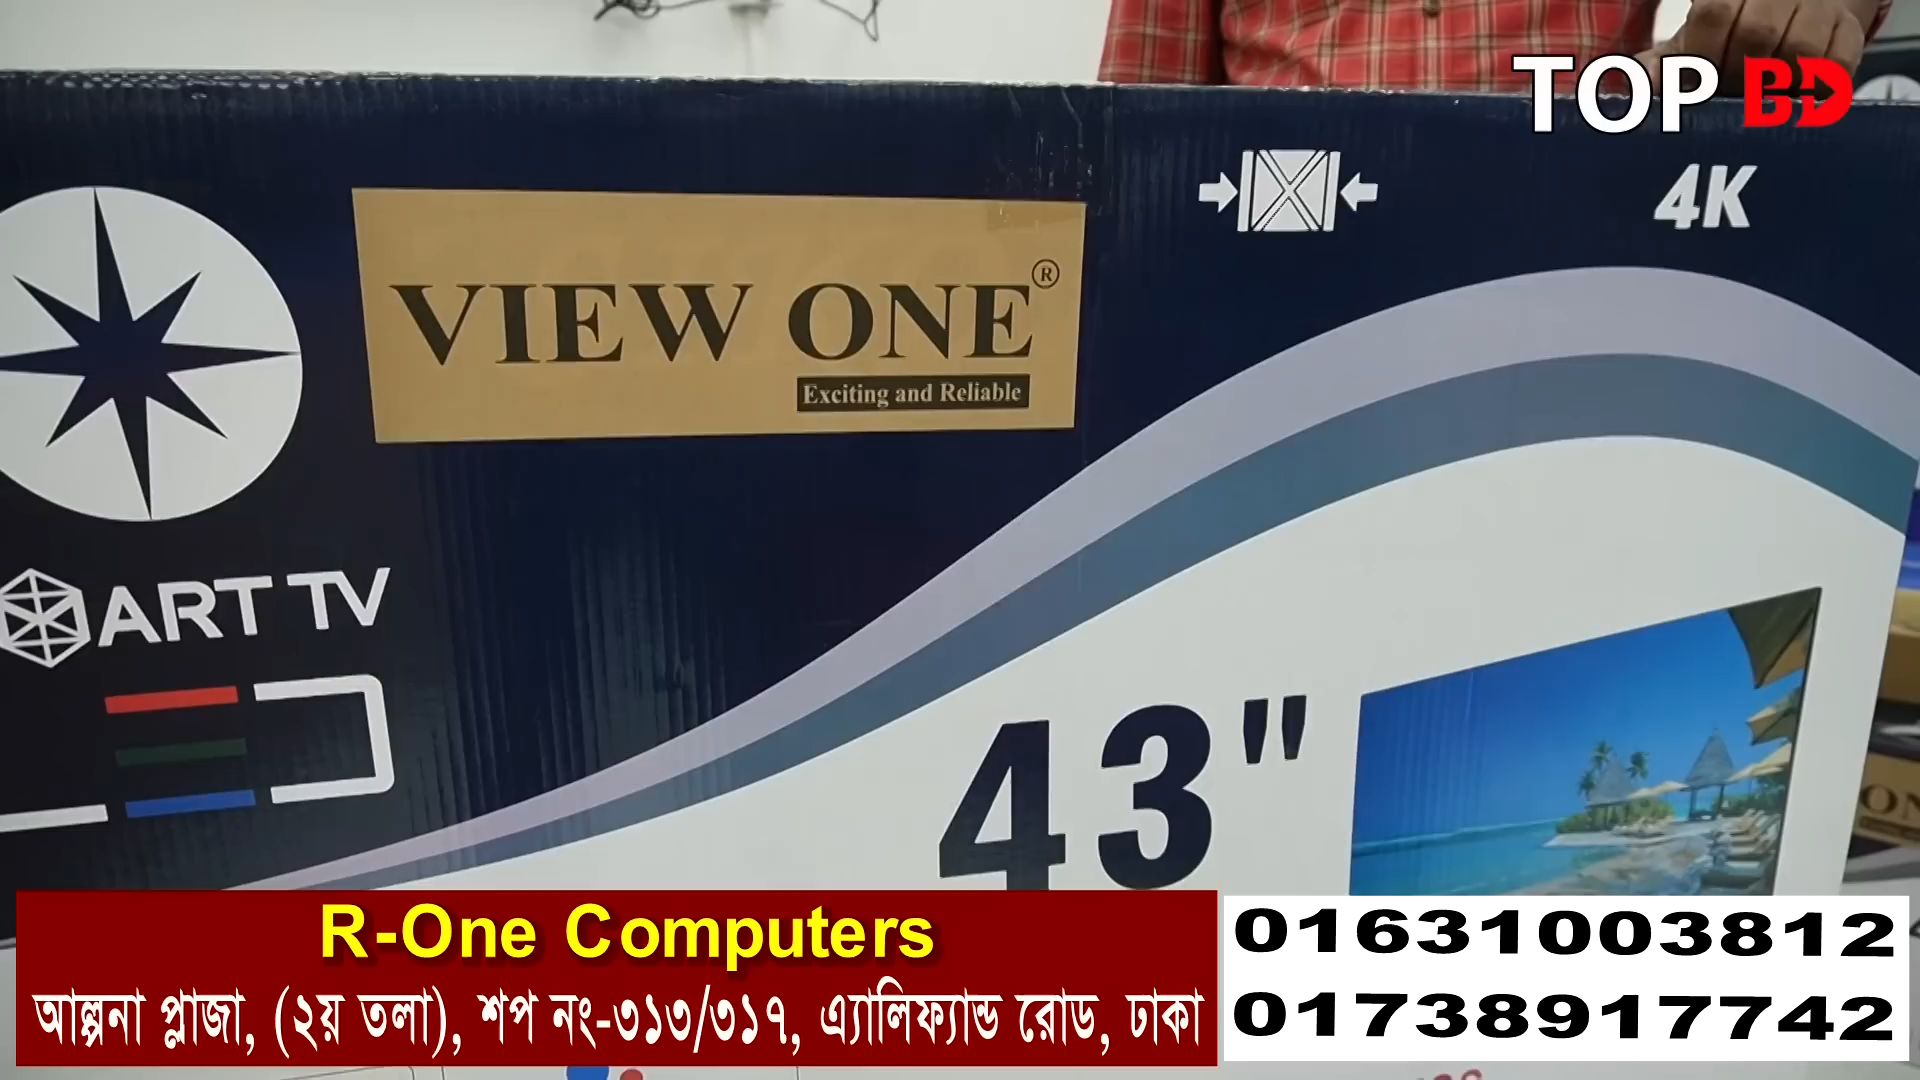 TOP BD
4K
VIEW ONE®
Exciting and Reliable
ART TV
43"
ON
R-One Computers
আল্পনা প্লাজা, (২য় তলা), শপ নং-৩১৩/৩১৭, এ্যালিফ্যান্ড রোড, ঢাকা
01631003812
01738917742